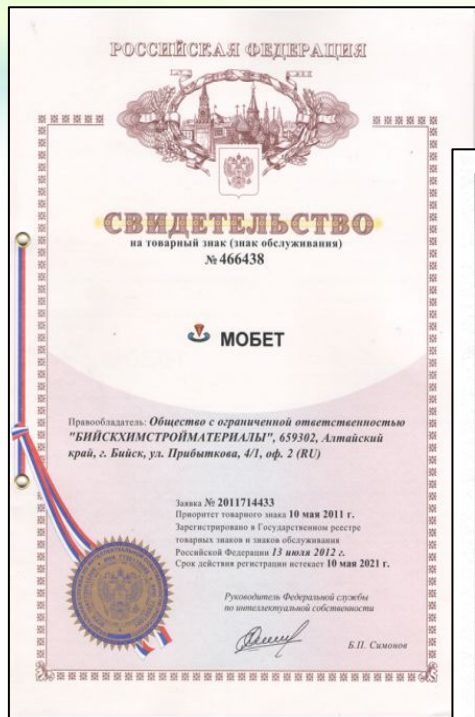 РОССИЙСКАЯ ФЕДЕРАЦИЯ
СВИДЕТЕЛЬСТВО
на товарный знак (знак обслуживания)
№ 466438
МОБЕТ
Правообладатель: Общество с ограниченной ответственностью
"БИЙСКХИМСТРОЙМАТЕРИАЛЫ", 659302, Алтайский
край, г. Бийск, ул. Прибыткова, 4/1, оф. 2 (RU)
Заявка № 2011714433
Приоритет товарного знака 10 мая 2011 г.
Зарегистрировано в Государственном реестре
товарных знаков и знаков обслуживания
Российской Федерации 13 июля 2012 г.
Срок действия регистрации истекает 10 мая 2021 г.
Руководитель Федеральной службы
по интеллектуальной собственности
Б.П. Симонов